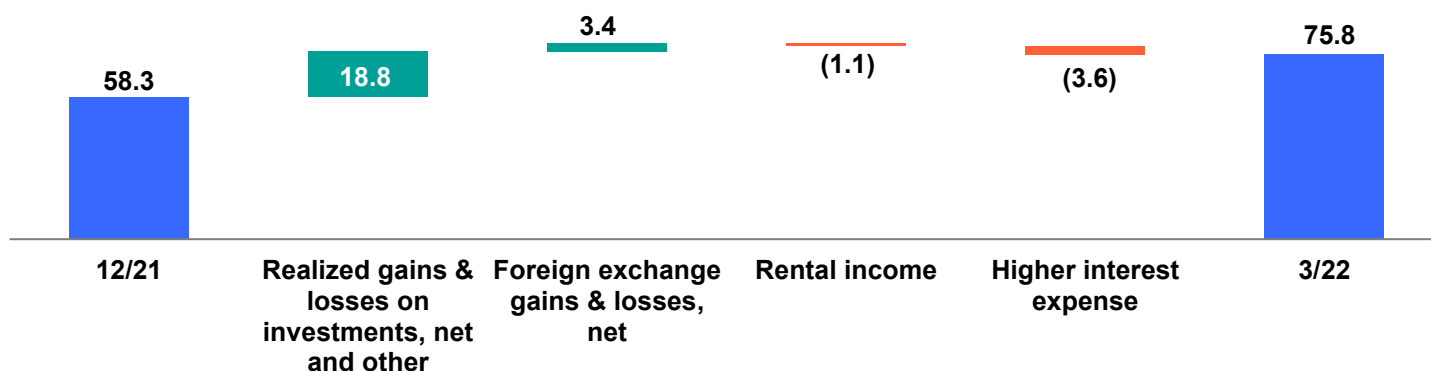 58.3
18.8
3.4
(1.1)
(3.6)
75.8
12/21
Realized gains &
losses on
investments, net
and other
Foreign exchange
gains & losses,
net
Rental income
Higher interest
expense
3/22